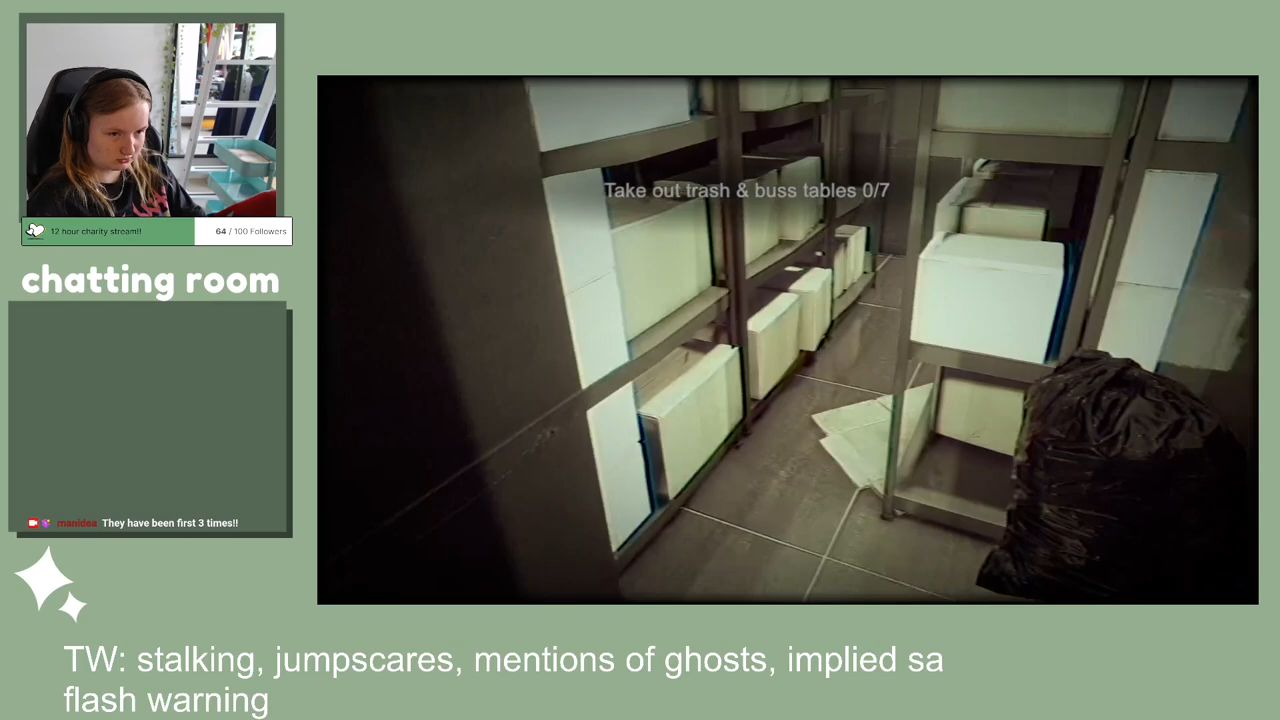 12 hour charity stream!!
64 / 100 Followers
chatting room
manidea They have been first 3 times!!
Take out trash & buss tables 0/7
TW: stalking, jumpscares, mentions of ghosts, implied sa
flash warning